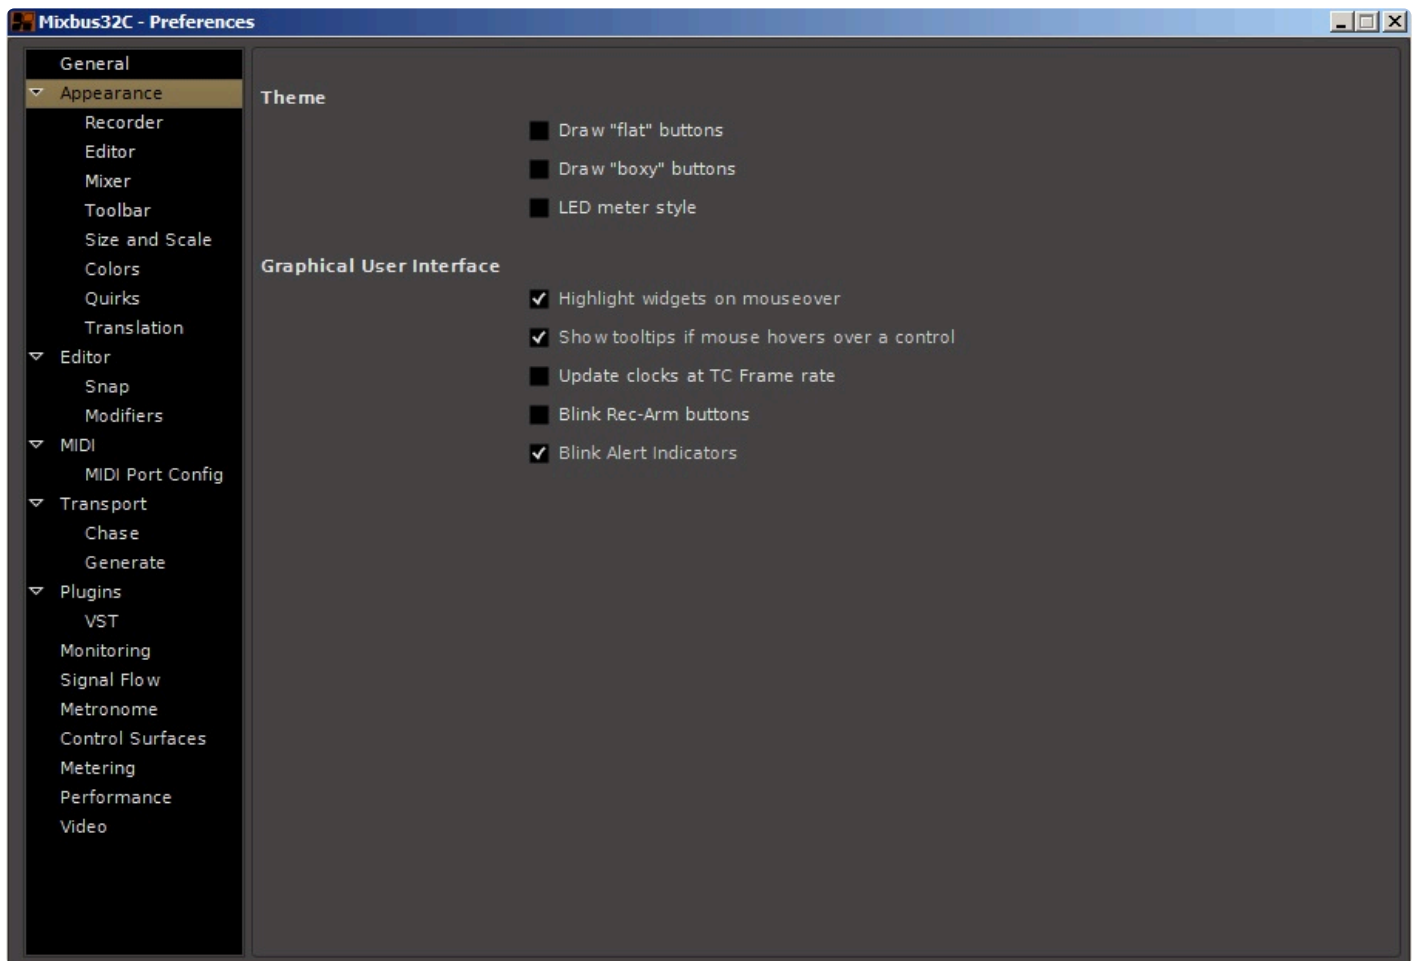 Mixbus32C - Preferences
General
Appearance
Recorder
Editor
Mixer
Toolbar
Size and Scale
Colors
Quirks
Translation
Editor
Snap
Modifiers
MIDI
MIDI Port Config
Transport
Chase
Generate
Plugins
VST
Monitoring
Signal Flow
Metronome
Control Surfaces
Metering
Performance
Video
Theme
Draw "flat" buttons
Draw "boxy" buttons
LED meter style
Graphical User Interface
Highlight widgets on mouseover
Show tooltips if mouse hovers over a control
Update clocks at TC Frame rate
Blink Rec-Arm buttons
Blink Alert Indicators